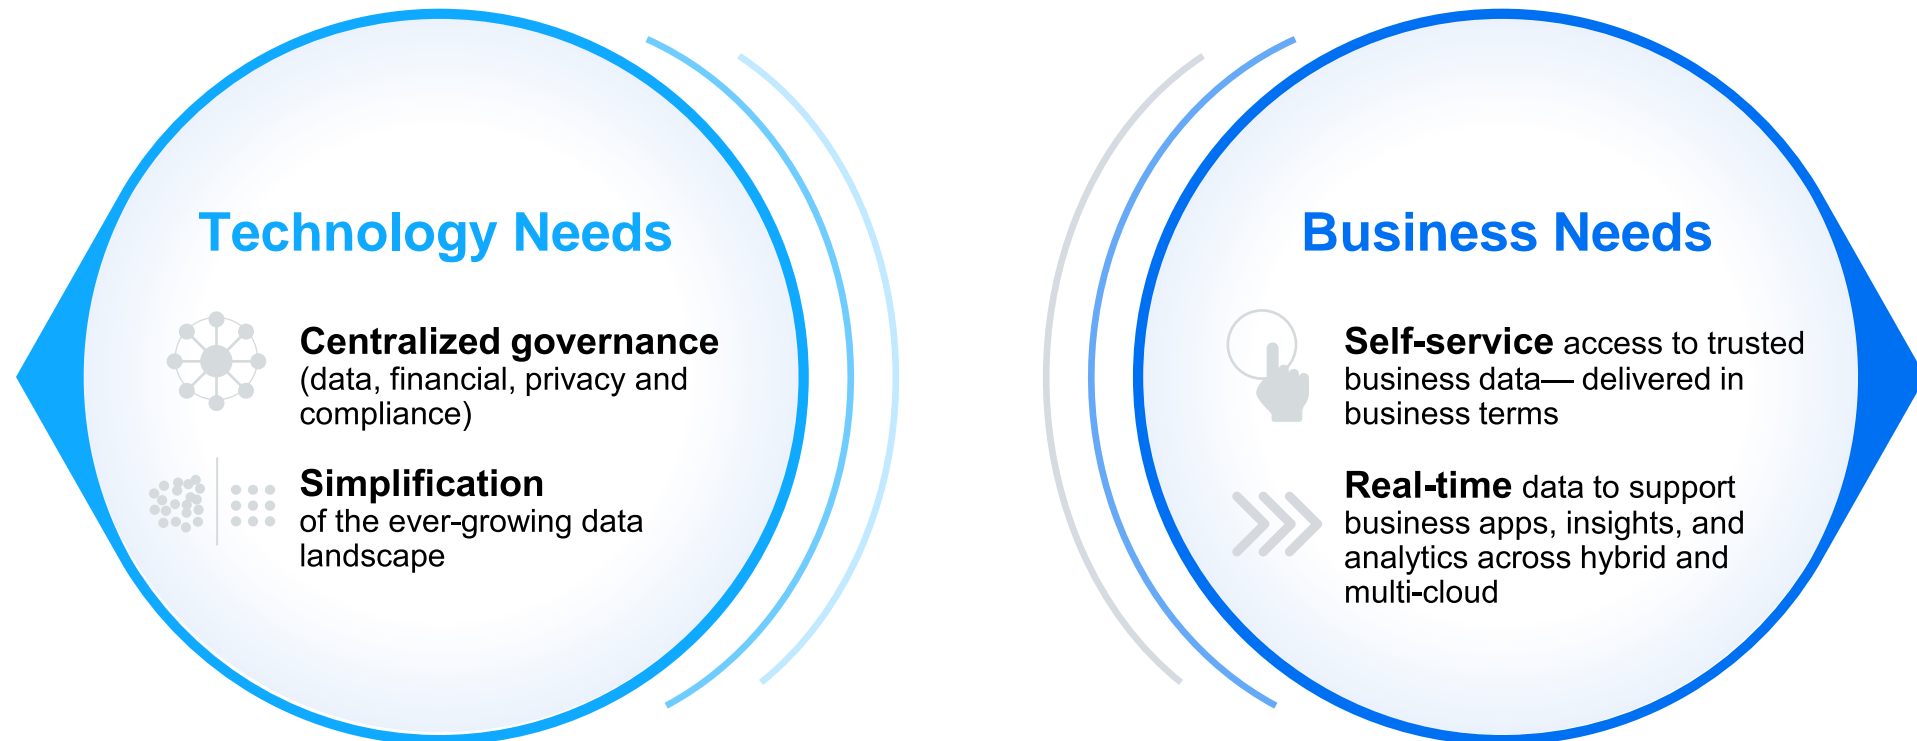 Technology Needs
Centralized governance
(data, financial, privacy and
compliance)
Simplification
of the ever-growing data
landscape
Business Needs
Self-service access to trusted
business data— delivered in
business terms
Real-time data to support
business apps, insights, and
analytics across hybrid and
multi-cloud